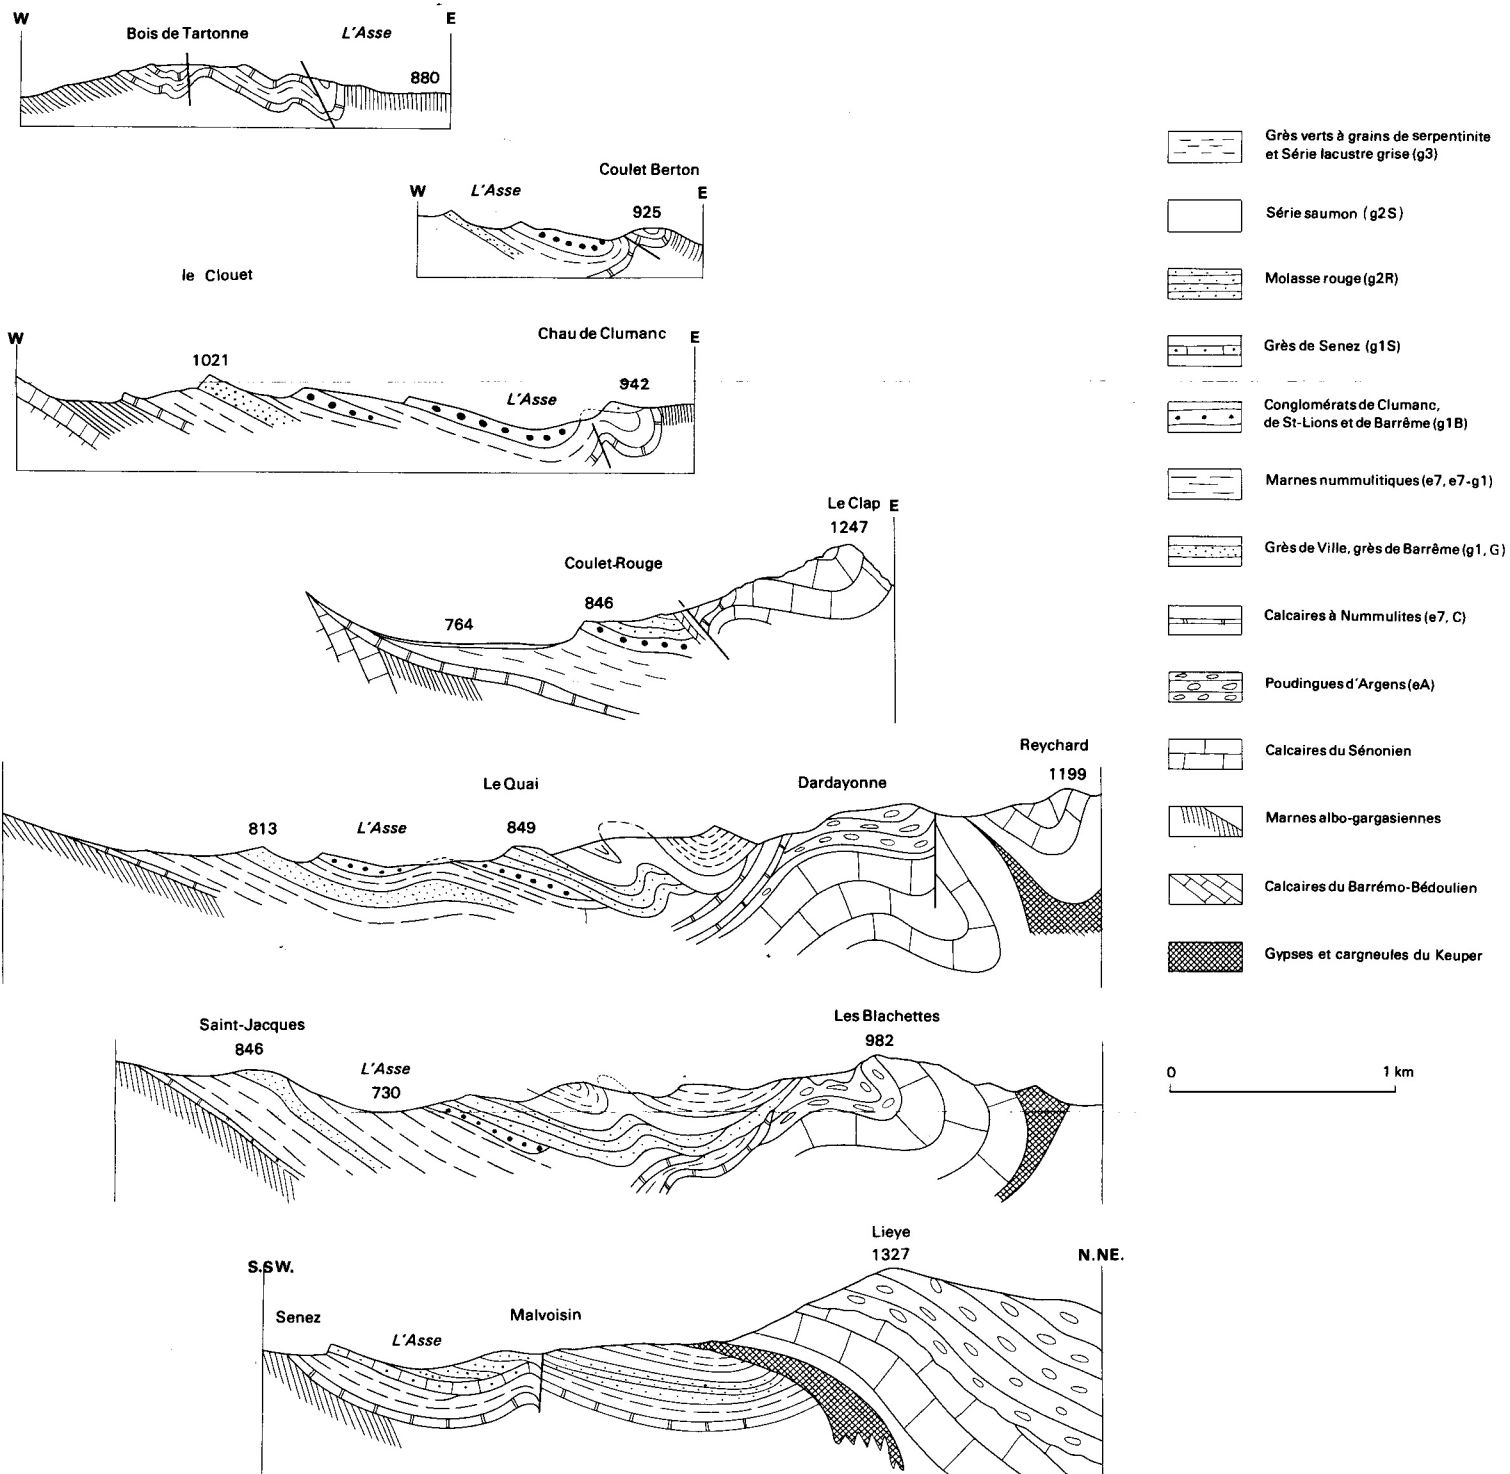 W
E
Bois de Tartonne
L'Asse
880
Coulet Berton
W
L'Asse
E
925
le Clouet
W
Chau de Clumanc
E
1021
L'Asse
942
Le Clap
E
1247
Coulet-Rouge
846
764
Reychard
1199
Le Quai
Dardayonne
813
L'Asse
849
Saint-Jacques
846
L'Asse
730
Les Blachettes
982
Lieye
1327
S.SW.
N.NE.
Senez
L'Asse
Malvoisin
Grès verts à grains de serpentinite
et Série lacustre grise (g3)
Série saumon (g2S)
Molasse rouge (g2R)
Grès de Senez (g1S)
Conglomérats de Clumanc,
de St-Lions et de Barrême (g1B)
Marnes nummulitiques (e7, e7-g1)
Grès de Ville, grès de Barrême (g1, G)
Calcaires à Nummulites (e7, C)
Poudingues d'Argens (eA)
Calcaires du Sénonien
Marnes albo-gargasiennes
Calcaires du Barrémo-Bédoulien
Gypses et cargneules du Keuper
0
1 km